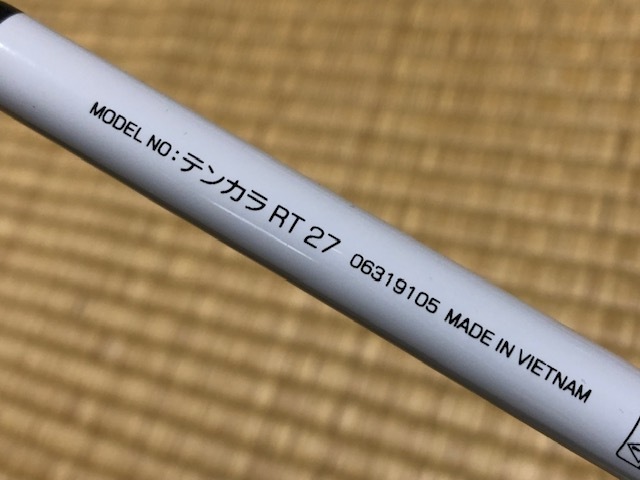 MODEL NO: テンカラ RT 27 06319105 MADE IN VIETNAM